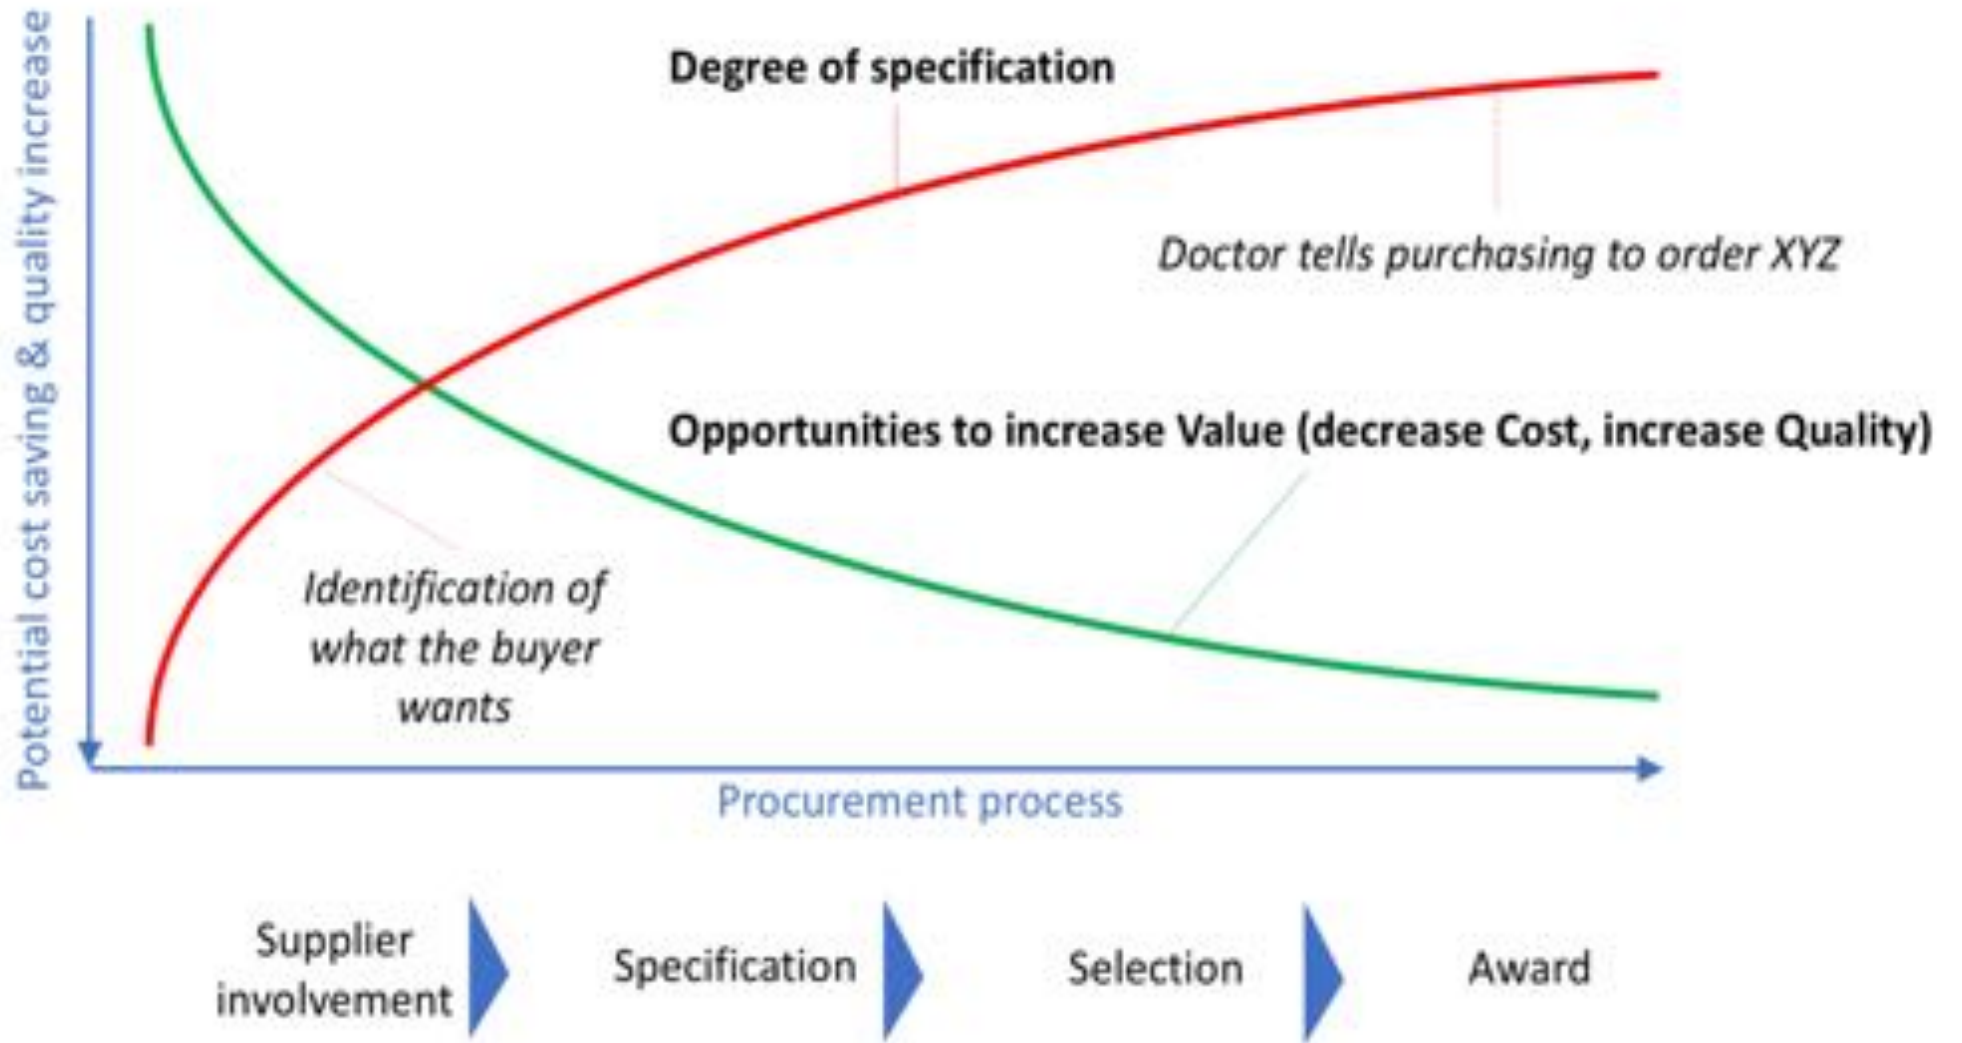 Potential cost saving & quality increase
Degree of specification
Doctor tells purchasing to order XYZ
Opportunities to increase Value (decrease Cost, increase Quality)
Identification of
what the buyer
wants
Procurement process
Supplier
involvement
Specification
Selection
Award